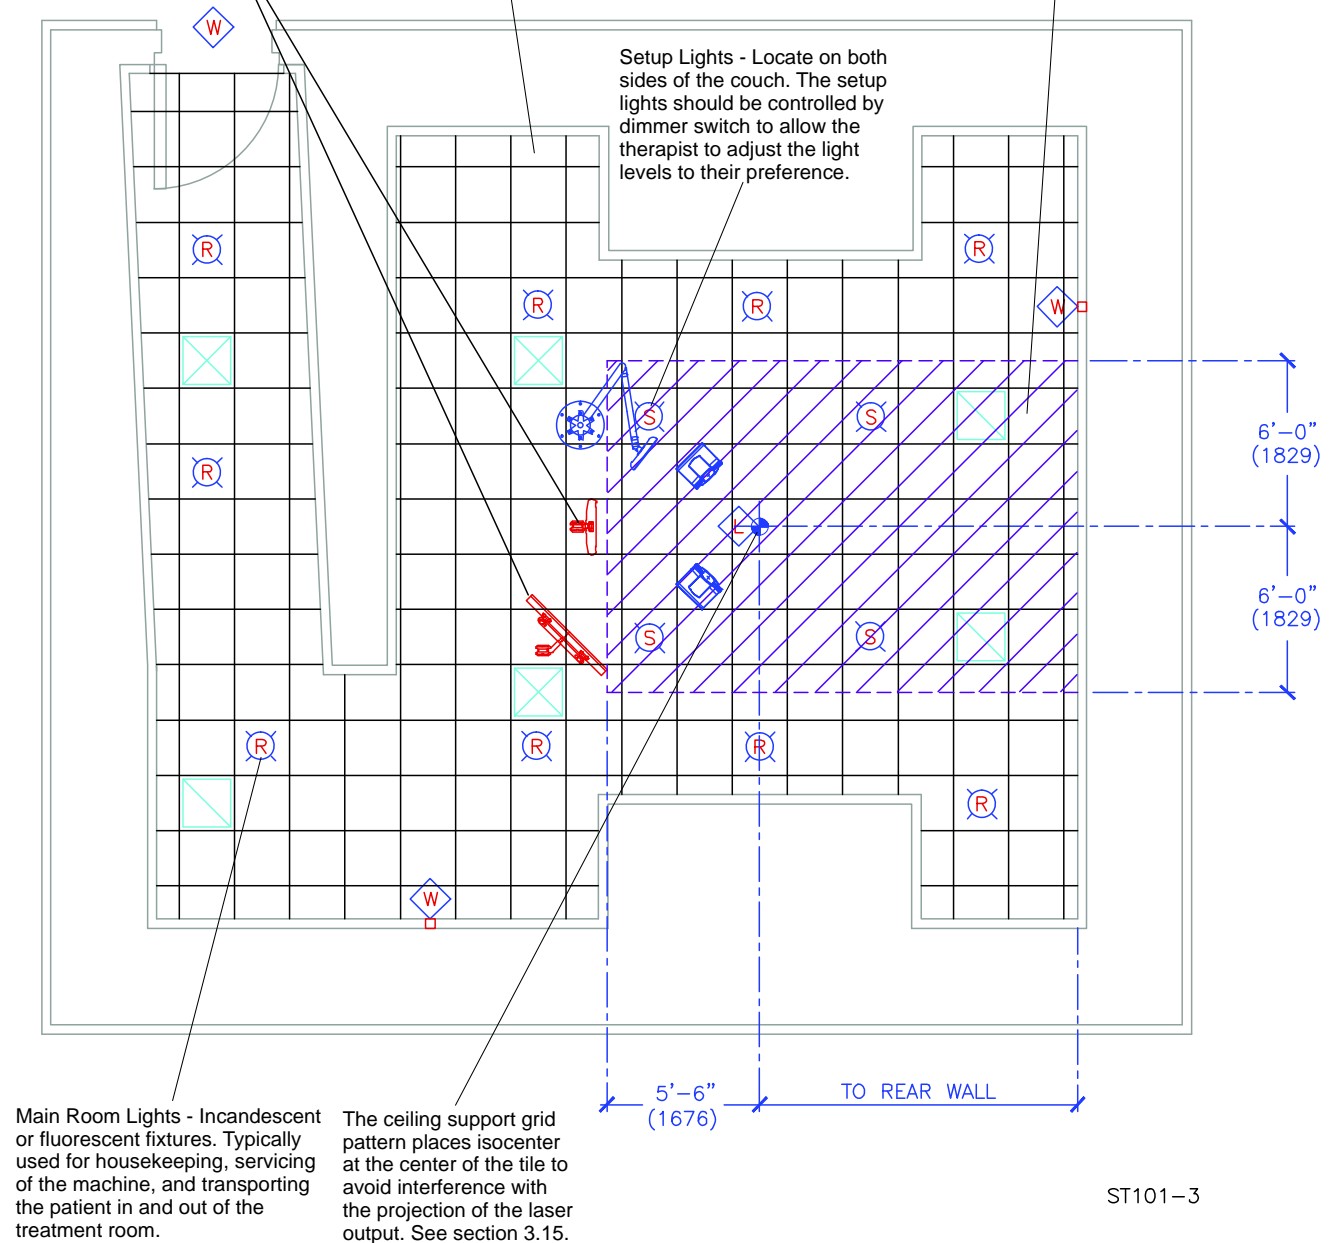 W
Setup Lights - Locate on both
sides of the couch. The setup
lights should be controlled by
dimmer switch to allow the
therapist to adjust the light
levels to their preference.
R
R
R
R
W
S
S
6'-0"
(1829)
R
L
6'-0"
(1829)
S
S
R
R
R
R
W
5'-6"
(1676)
TO REAR WALL
Main Room Lights - Incandescent
or fluorescent fixtures. Typically
used for housekeeping, servicing
of the machine, and transporting
the patient in and out of the
treatment room.
The ceiling support grid
pattern places isocenter
at the center of the tile to
avoid interference with
the projection of the laser
output. See section 3.15.
ST101-3